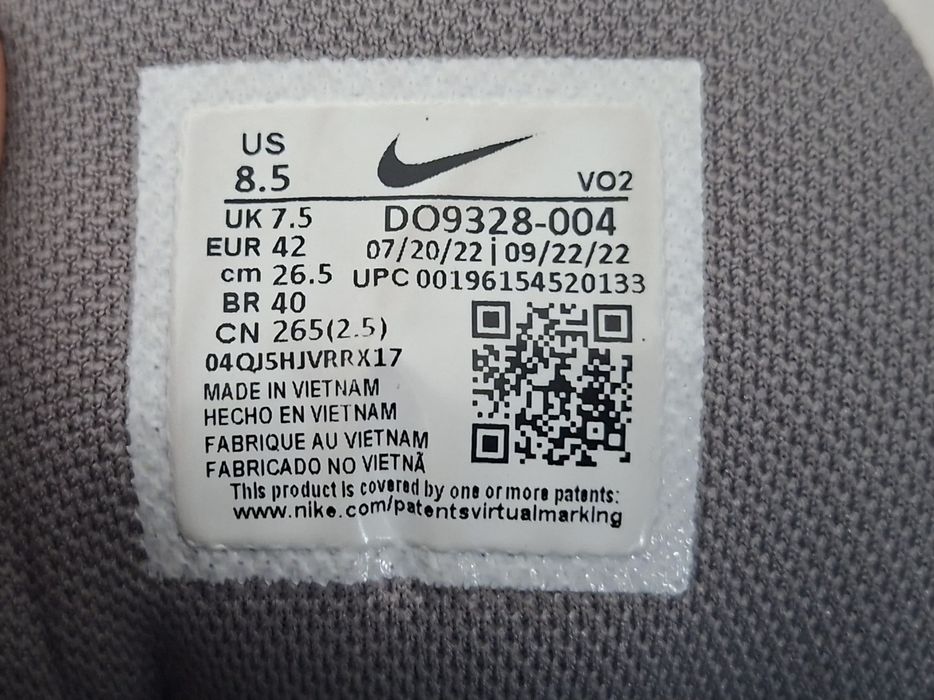 US
8.5
VO2
UK 7.5
DO9328-004
EUR 42
07/20/22 | 09/22/22
cm 26.5
UPC 00196154520133
BR 40
CN 265(2.5)
04QJ5HJVRRX17
MADE IN VIETNAM
HECHO EN VIETNAM
FABRIQUE AU VIETNAM
FABRICADO NO VIETNÃ
This product is covered by one or more patents:
www.nike.com/patentsvirtualmarking